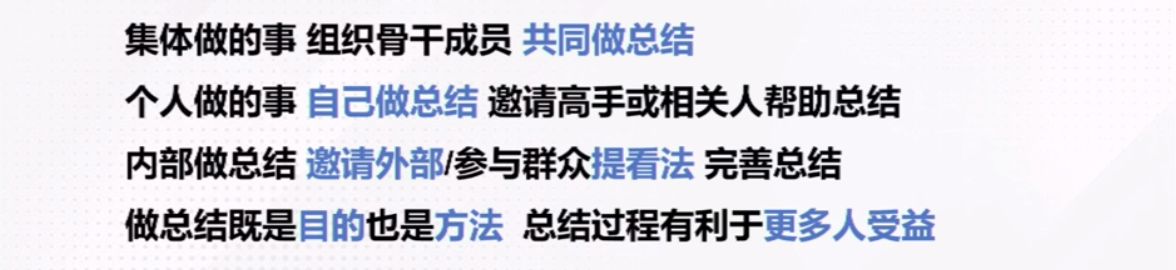 集体做的事 组织骨干成员 共同做总结
个人做的事 自己做总结 邀请高手或相关人帮助总结
内部做总结 邀请外部/参与群众提看法 完善总结
做总结既是目的也是方法 总结过程有利于更多人受益